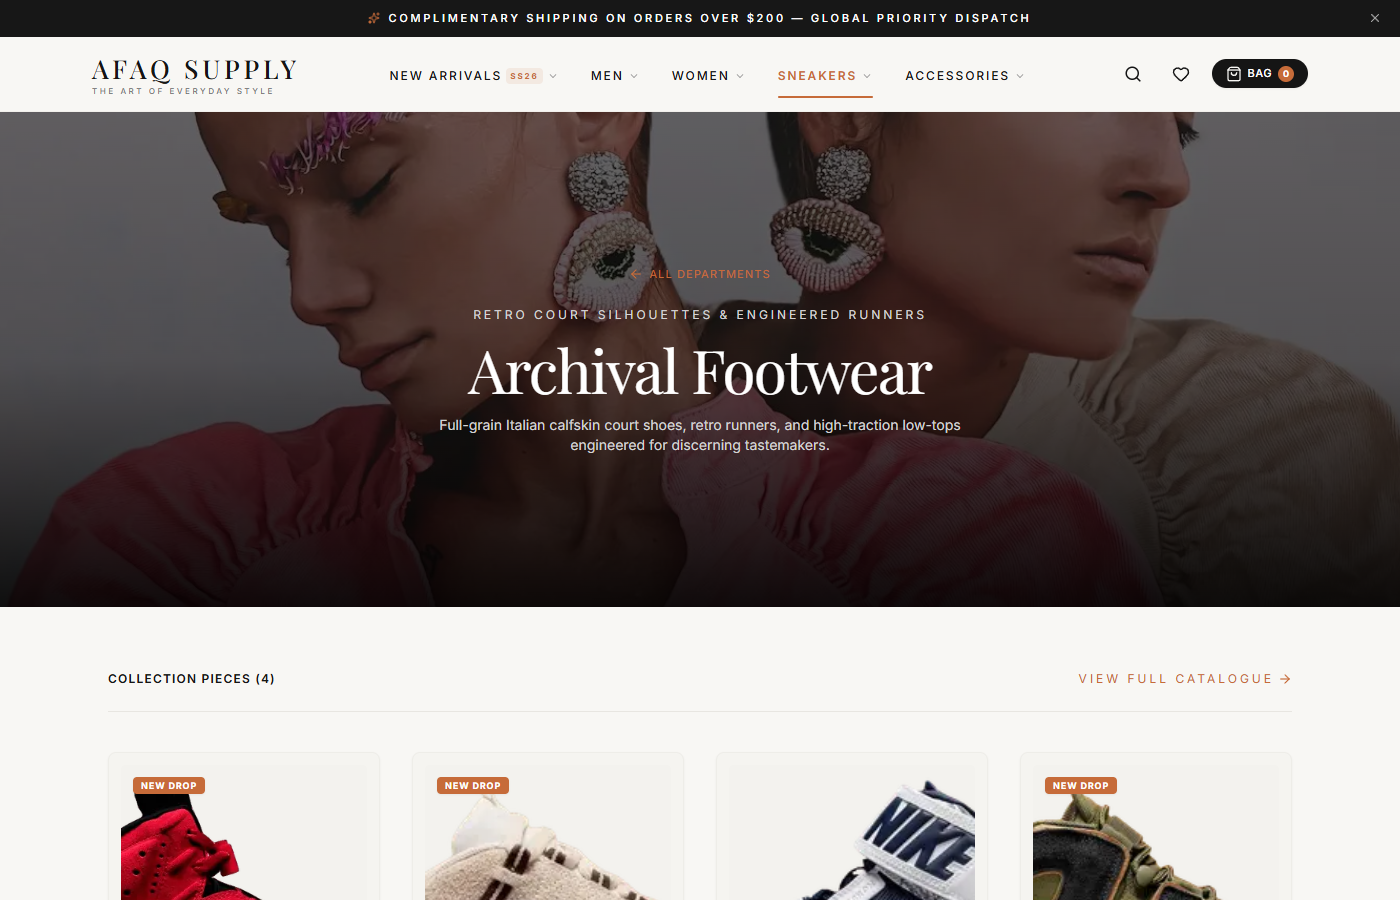 COMPLIMENTARY SHIPPING ON ORDERS OVER $200 — GLOBAL PRIORITY DISPATCH
AFAQ SUPPLY
THE ART OF EVERYDAY STYLE
NEW ARRIVALS SS26 MEN WOMEN SNEAKERS ACCESSORIES
BAG 0
ALL DEPARTMENTS
RETRO COURT SILHOUETTES & ENGINEERED RUNNERS
Archival Footwear
Full-grain Italian calfskin court shoes, retro runners, and high-traction low-tops
engineered for discerning tastemakers.
COLLECTION PIECES (4)
VIEW FULL CATALOGUE
NEW DROP
NEW DROP
NIKE
NEW DROP